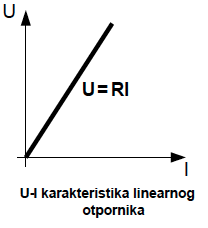 U
U = RI
I
U-I karakteristika linearnog
otpornika